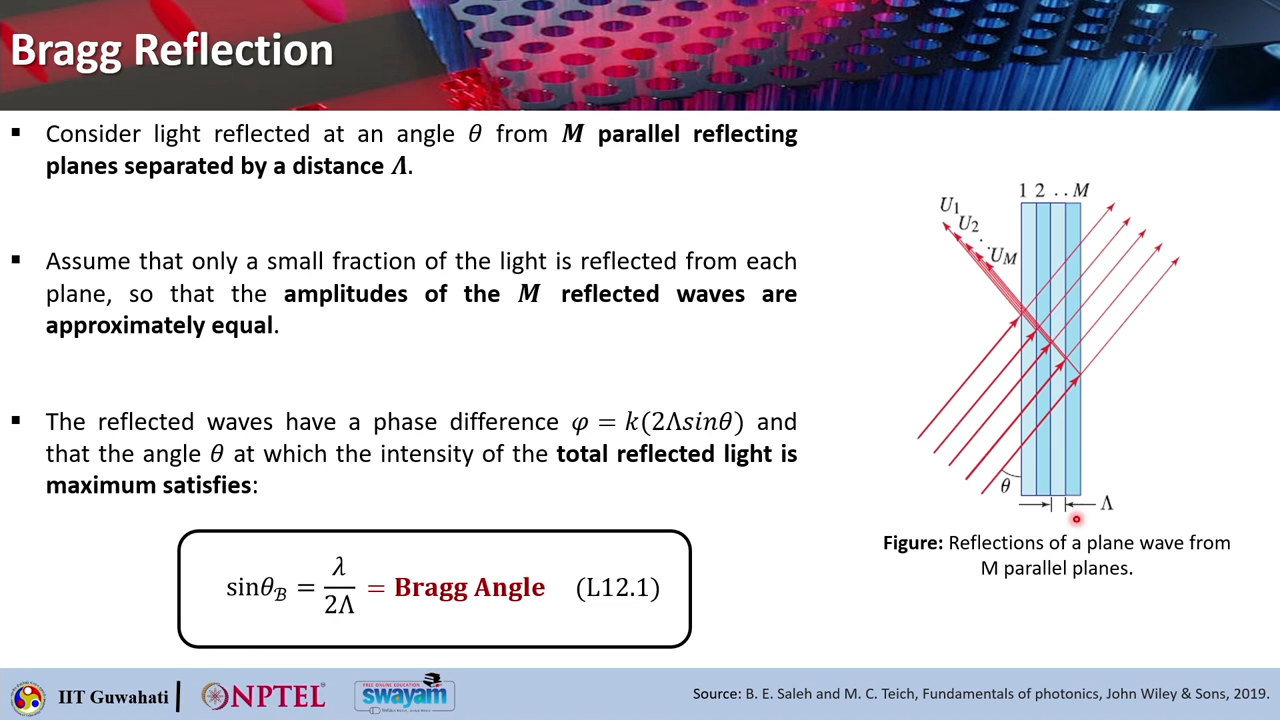 Bragg Reflection
▪ Consider light reflected at an angle θ from M parallel reflecting
planes separated by a distance Λ.
▪ Assume that only a small fraction of the light is reflected from each
plane, so that the amplitudes of the M reflected waves are
approximately equal.
▪ The reflected waves have a phase difference φ = k(2Λsinθ) and
that the angle θ at which the intensity of the total reflected light is
maximum satisfies:
sinθ_ℬ = λ/2Λ = Bragg Angle (L12.1)
1 2 . . M
U₁
U₂
. .
U_M
θ
Λ
Figure: Reflections of a plane wave from
M parallel planes.
IIT Guwahati
NPTEL
FREE ONLINE EDUCATION
swayam
Source: B. E. Saleh and M. C. Teich, Fundamentals of photonics, John Wiley & Sons, 2019.